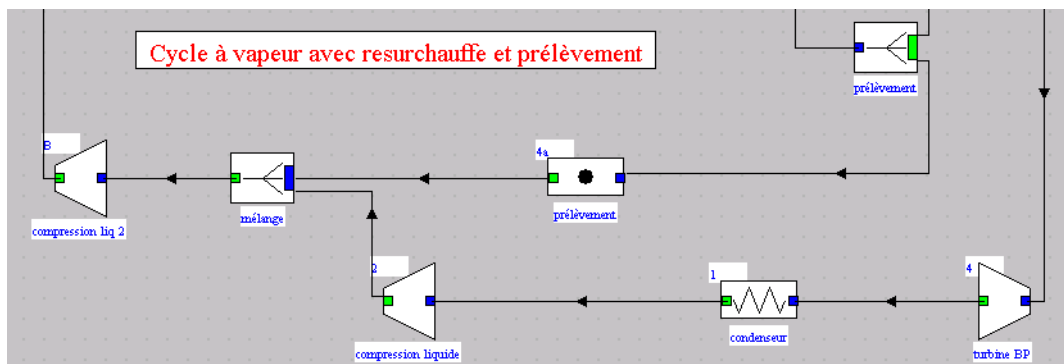 Cycle à vapeur avec resurchauffe et prélèvement
prélèvement
B
4a
mélange
prélèvement
compression liq 2
2
1
4
compression liquide
condenseur
turbine BP